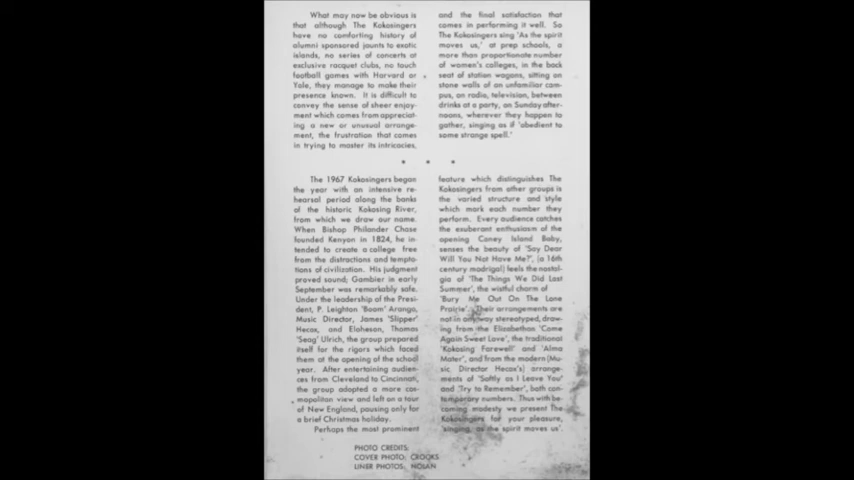 What may now be obvious is
that although The Kokosingers
have no comforting history of
alumni sponsored jaunts to exotic
islands, no series of concerts at
exclusive racquet clubs, no touch
football games with Harvard or
Yale, they manage to make their
presence known. It is difficult to
convey the sense of sheer enjoy-
ment which comes from appreciat-
ing a new or unusual arrange-
ment, the frustration that comes
in trying to master its intricacies,
and the final satisfaction that
comes in performing it well. So
The Kokosingers sing 'As the spirit
moves us,' at prep schools, a
more than proportionate number
of women's colleges, in the back
seat of station wagons, sitting on
stone walls of an unfamiliar cam-
pus, on radio, television, between
drinks at a party, on Sunday after-
noons, wherever they happen to
gather, singing as if 'obedient to
some strange spell.'
* * *
The 1967 Kokosingers began
the year with an intensive re-
hearsal period along the banks
of the historic Kokosing River,
from which we draw our name.
When Bishop Philander Chase
founded Kenyon in 1824, he in-
tended to create a college free
from the distractions and tempta-
tions of civilization. His judgment
proved sound; Gambier in early
September was remarkably safe.
Under the leadership of the Presi-
dent, P. Leighton 'Boom' Arango,
Music Director, James 'Slipper'
Hecox, and Eloheson, Thomas
'Seag' Ulrich, the group prepared
itself for the rigors which faced
them at the opening of the school
year. After entertaining audien-
ces from Cleveland to Cincinnati,
the group adopted a more cos-
mopolitan view and left on a tour
of New England, pausing only for
a brief Christmas holiday.
Perhaps the most prominent
feature which distinguishes The
Kokosingers from other groups is
the varied structure and style
which mark each number they
perform. Every audience catches
the exuberant enthusiasm of the
opening Coney Island Baby,
senses the beauty of 'Say Dear
Will You Not Have Me?', (a 16th
century madrigal) feels the nostal-
gia of 'The Things We Did Last
Summer', the wistful charm of
'Bury Me Out On The Lone
Prairie'. Their arrangements are
not in any way stereotyped, draw-
ing from the Elizabethan 'Come
Again Sweet Love', the traditional
'Kokosing Farewell' and 'Alma
Mater', and from the modern (Mu-
sic Director Hecox's) arrange-
ments of 'Softly as I Leave You'
and 'Try to Remember', both con-
temporary numbers. Thus with be-
coming modesty we present The
Kokosingers for your pleasure,
'singing, as the spirit moves us'.
PHOTO CREDITS:
COVER PHOTO: CROOKS
LINER PHOTOS: NOLAN